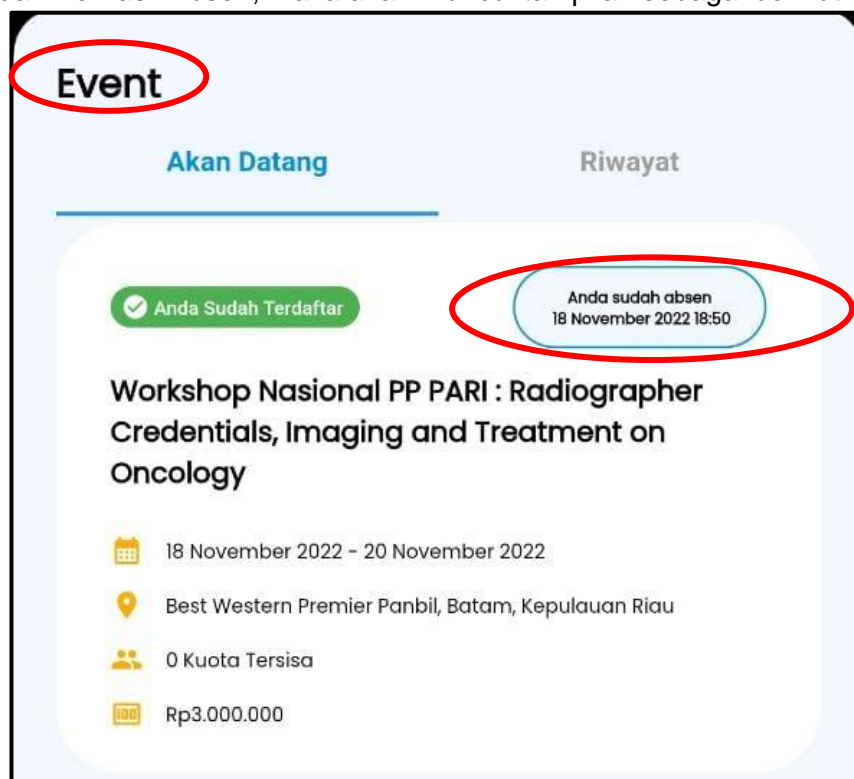 Event
Akan Datang
Riwayat
Anda Sudah Terdaftar
Anda sudah absen
18 November 2022 18:50
Workshop Nasional PP PARI : Radiographer
Credentials, Imaging and Treatment on
Oncology
18 November 2022 - 20 November 2022
Best Western Premier Panbil, Batam, Kepulauan Riau
0 Kuota Tersisa
Rp3.000.000